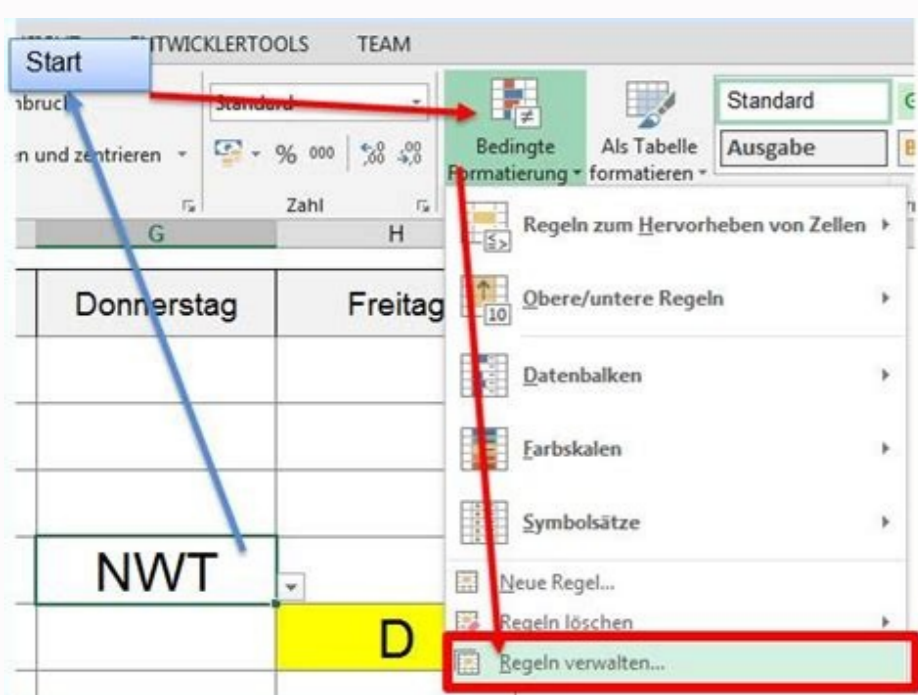 ENTWICKLERTOOLS TEAM
Start
Standard
Standard
Bedingte
Formatierung
Als Tabelle
formatieren
Ausgabe
und zentrieren
% 000
Zahl
G H
Donnerstag Freitag
NWT
D
Regeln zum Hervorheben von Zellen
Obere/untere Regeln
10
Datenbalken
Farbskalen
Symbolsätze
Neue Regel...
Regeln löschen
Regeln verwalten...